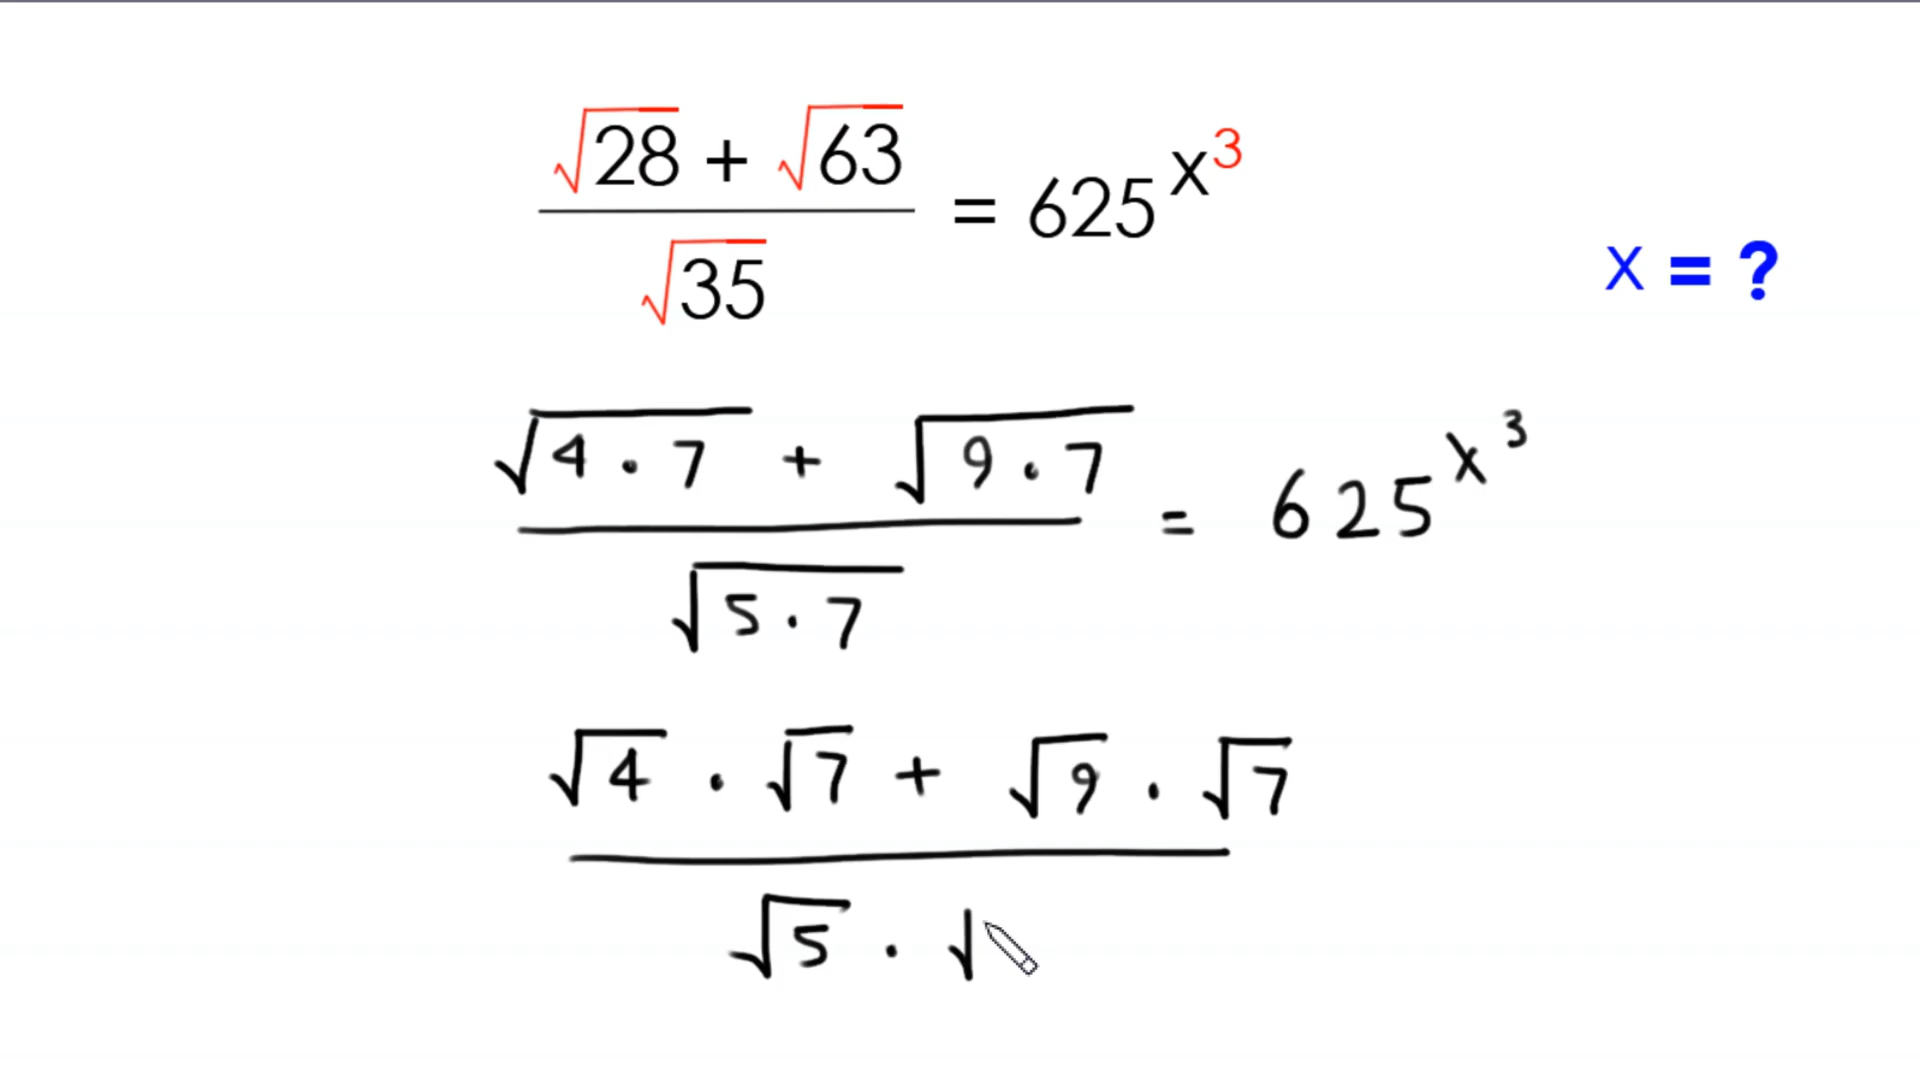 √28 + √63
√35
= 625^x^3
x = ?
√4 · 7 + √9 · 7
√5 · 7
= 625^x^3
√4 · √7 + √9 · √7
√5 · √